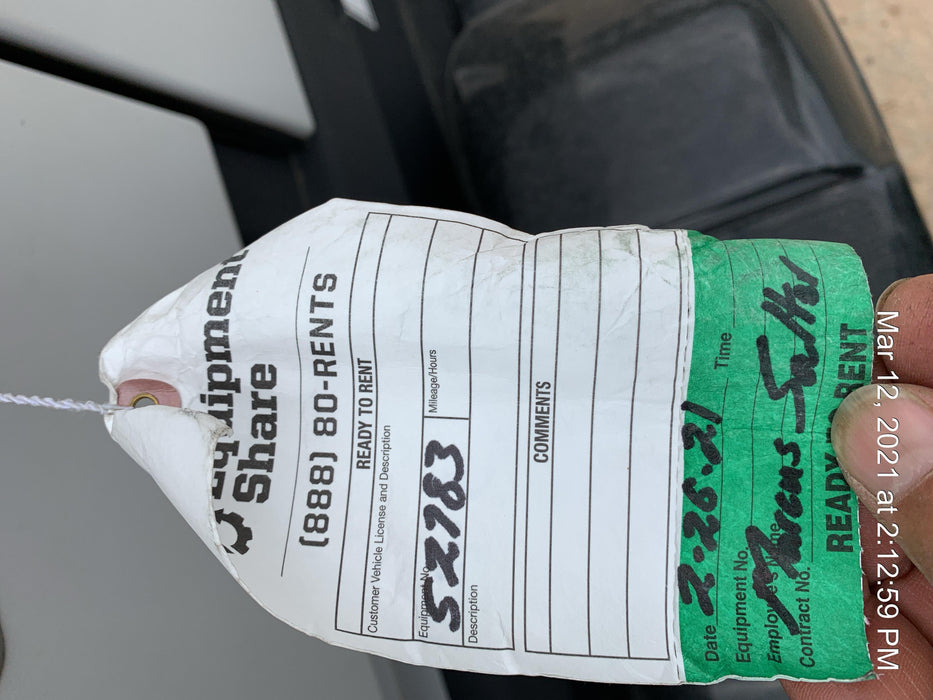 Equipment
Share
(888) 80-RENTS
READY TO RENT
Customer Vehicle License and Description
Equipment No. Mileage/Hours
52783
Description
COMMENTS
Date 2-26-21 Time
Equipment No.
Employee's Name Marcus
Contract No.
READY TO RENT
Mar 12, 2021 at 2:12:59 PM